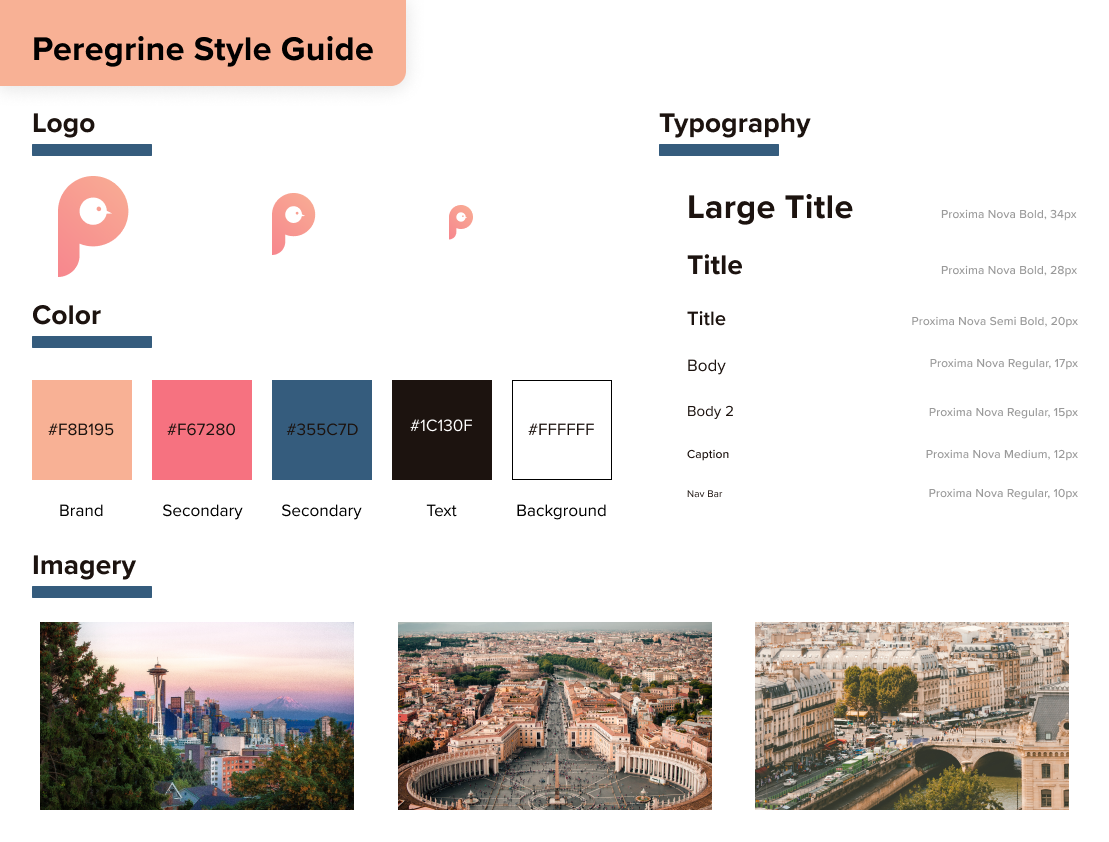 Peregrine Style Guide
Logo
Color
#F8B195
#F67280
#355C7D
#1C130F
#FFFFFF
Brand
Secondary
Secondary
Text
Background
Typography
Large Title
Proxima Nova Bold, 34px
Title
Proxima Nova Bold, 28px
Title
Proxima Nova Semi Bold, 20px
Body
Proxima Nova Regular, 17px
Body 2
Proxima Nova Regular, 15px
Caption
Proxima Nova Medium, 12px
Nav Bar
Proxima Nova Regular, 10px
Imagery